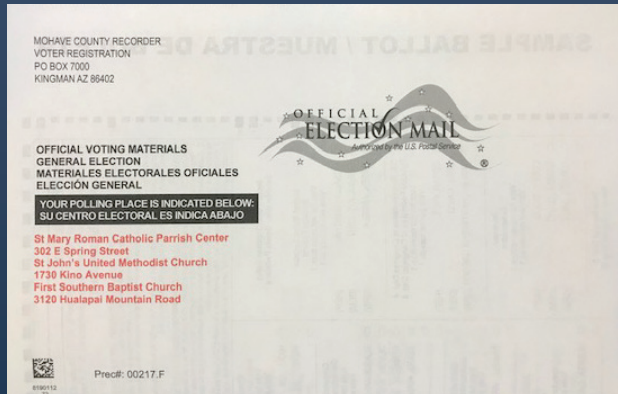 SAMPLE BALLOT / MUESTRA DE
MOHAVE COUNTY RECORDER
VOTER REGISTRATION
PO BOX 7000
KINGMAN AZ 86402
OFFICIAL
ELECTION MAIL
Authorized by the U.S. Postal Service
®
OFFICIAL VOTING MATERIALS
GENERAL ELECTION
MATERIALES ELECTORALES OFICIALES
ELECCIÓN GENERAL
YOUR POLLING PLACE IS INDICATED BELOW:
SU CENTRO ELECTORAL ES INDICA ABAJO
St Mary Roman Catholic Parrish Center
302 E Spring Street
St John's United Methodist Church
1730 Kino Avenue
First Southern Baptist Church
3120 Hualapai Mountain Road
Prec#: 00217.F